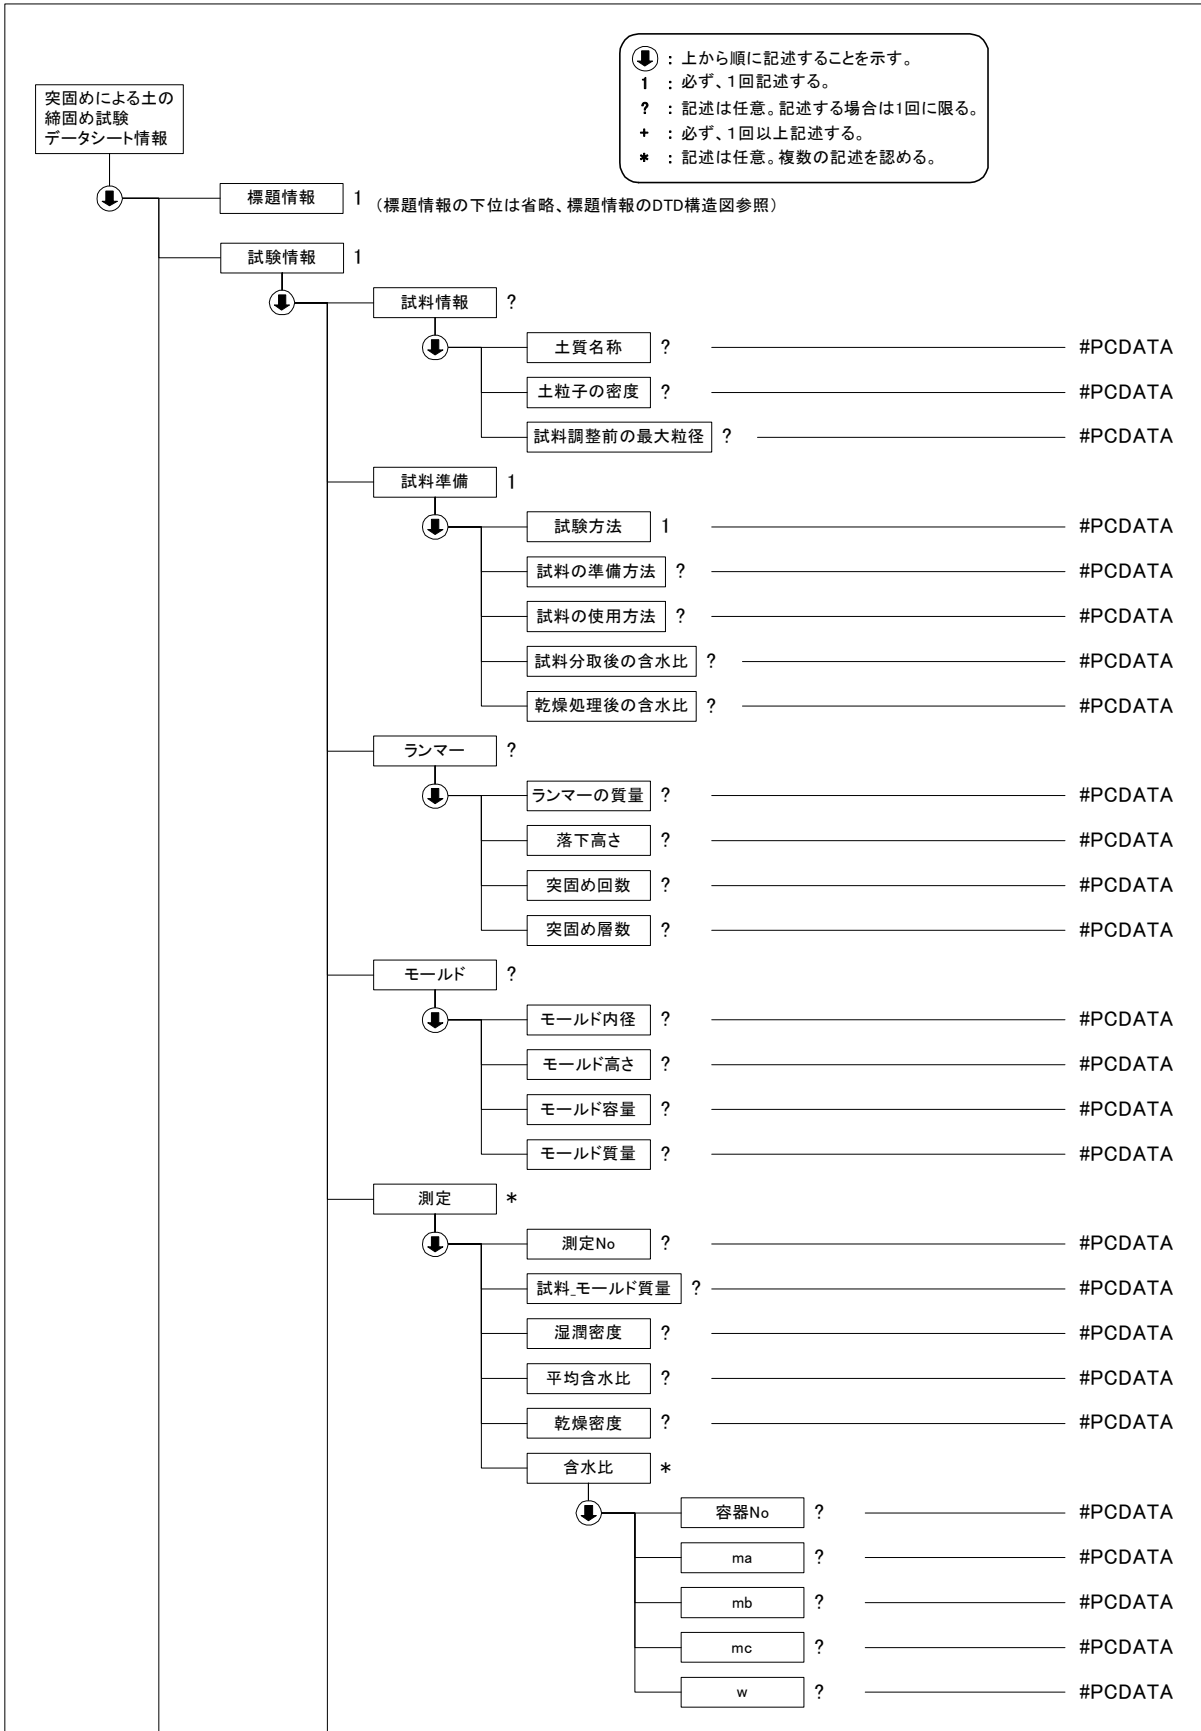 : 上から順に記述することを示す。
1 : 必ず、1回記述する。
? : 記述は任意。記述する場合は1回に限る。
+ : 必ず、1回以上記述する。
* : 記述は任意。複数の記述を認める。
突固めによる土の
締固め試験
データシート情報
標題情報 1 (標題情報の下位は省略、標題情報のDTD構造図参照)
試験情報 1
試料情報 ?
土質名称 ? #PCDATA
土粒子の密度 ? #PCDATA
試料調整前の最大粒径 ? #PCDATA
試料準備 1
試験方法 1 #PCDATA
試料の準備方法 ? #PCDATA
試料の使用方法 ? #PCDATA
試料分取後の含水比 ? #PCDATA
乾燥処理後の含水比 ? #PCDATA
ランマー ?
ランマーの質量 ? #PCDATA
落下高さ ? #PCDATA
突固め回数 ? #PCDATA
突固め層数 ? #PCDATA
モールド ?
モールド内径 ? #PCDATA
モールド高さ ? #PCDATA
モールド容量 ? #PCDATA
モールド質量 ? #PCDATA
測定 *
測定No ? #PCDATA
試料_モールド質量 ? #PCDATA
湿潤密度 ? #PCDATA
平均含水比 ? #PCDATA
乾燥密度 ? #PCDATA
含水比 *
容器No ? #PCDATA
ma ? #PCDATA
mb ? #PCDATA
mc ? #PCDATA
w ? #PCDATA